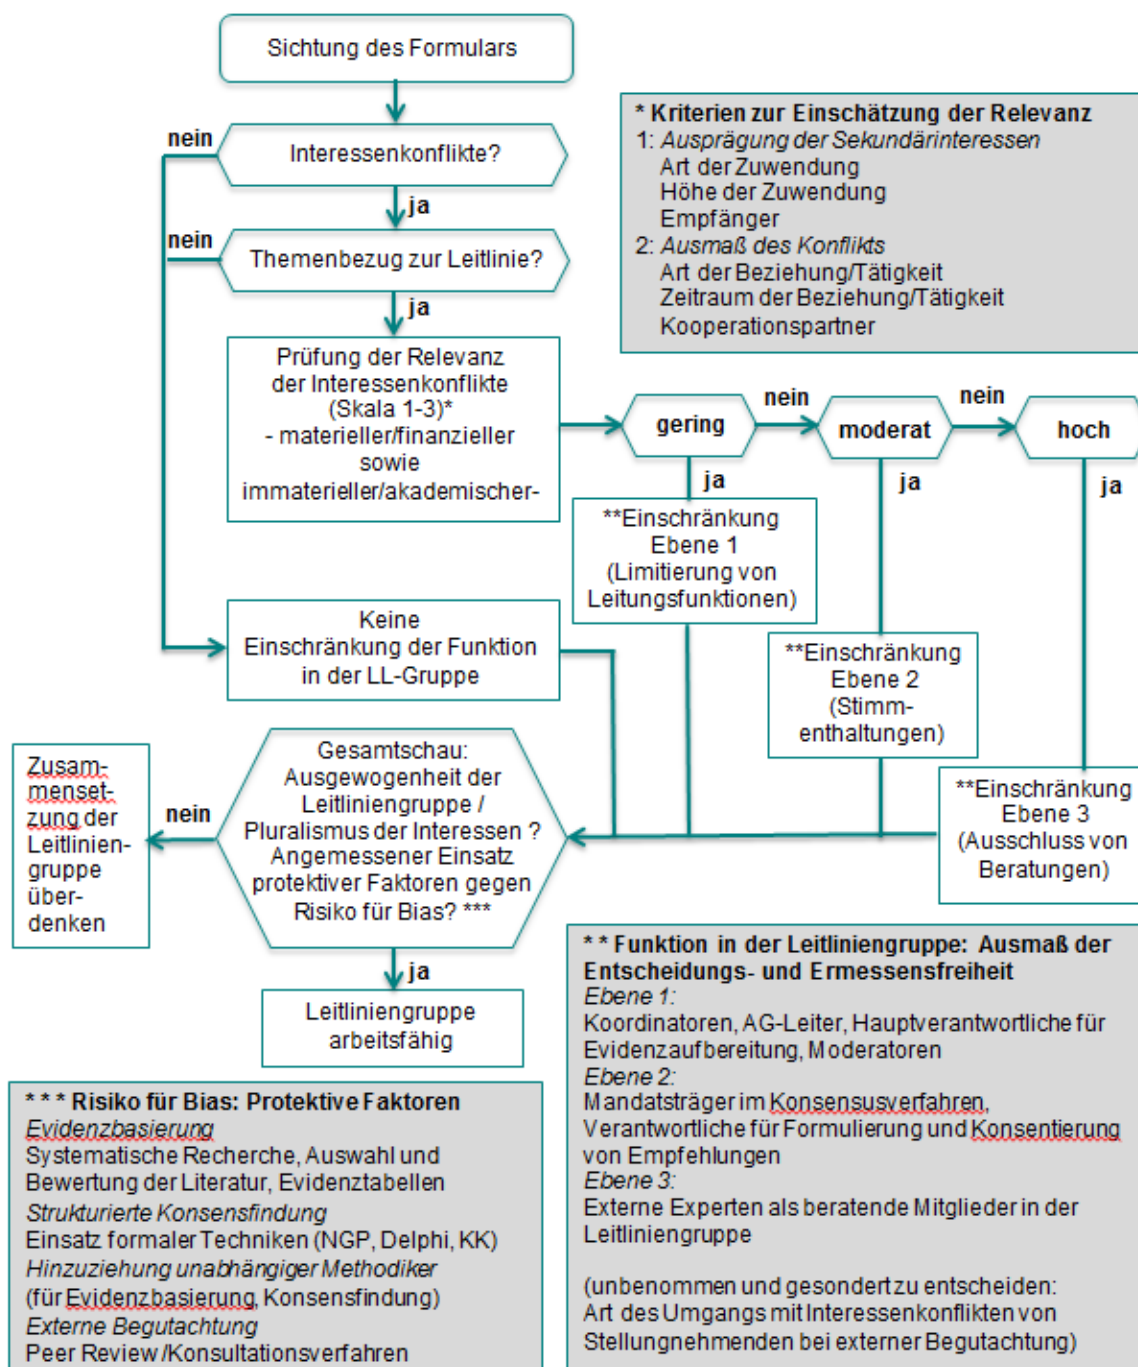 Sichtung des Formulars
nein
Interessenkonflikte?
ja
nein
Themenbezug zur Leitlinie?
ja
* Kriterien zur Einschätzung der Relevanz
1: Ausprägung der Sekundärinteressen
Art der Zuwendung
Höhe der Zuwendung
Empfänger
2: Ausmaß des Konflikts
Art der Beziehung/Tätigkeit
Zeitraum der Beziehung/Tätigkeit
Kooperationspartner
Prüfung der Relevanz
der Interessenkonflikte
(Skala 1-3)*
- materieller/finanzieller
sowie
immaterieller/akademischer-
gering
nein
moderat
nein
hoch
ja
ja
ja
**Einschränkung
Ebene 1
(Limitierung von
Leitungsfunktionen)
**Einschränkung
Ebene 2
(Stimm-
enthaltungen)
**Einschränkung
Ebene 3
(Ausschluss von
Beratungen)
Keine
Einschränkung der Funktion
in der LL-Gruppe
Gesamtschau:
Ausgewogenheit der
Leitliniengruppe /
Pluralismus der Interessen ?
Angemessener Einsatz
protektiver Faktoren gegen
Risiko für Bias? ***
nein
Zusam-
menset-
zung der
Leitlinien-
gruppe
über-
denken
ja
Leitliniengruppe
arbeitsfähig
* * Funktion in der Leitliniengruppe: Ausmaß der
Entscheidungs- und Ermessensfreiheit
Ebene 1:
Koordinatoren, AG-Leiter, Hauptverantwortliche für
Evidenzaufbereitung, Moderatoren
Ebene 2:
Mandatsträger im Konsensusverfahren,
Verantwortliche für Formulierung und Konsentierung
von Empfehlungen
Ebene 3:
Externe Experten als beratende Mitglieder in der
Leitliniengruppe
(unbenommen und gesondert zu entscheiden:
Art des Umgangs mit Interessenkonflikten von
Stellungnehmenden bei externer Begutachtung)
* * * Risiko für Bias: Protektive Faktoren
Evidenzbasierung
Systematische Recherche, Auswahl und
Bewertung der Literatur, Evidenztabellen
Strukturierte Konsensfindung
Einsatz formaler Techniken (NGP, Delphi, KK)
Hinzuziehung unabhängiger Methodiker
(für Evidenzbasierung, Konsensfindung)
Externe Begutachtung
Peer Review /Konsultationsverfahren